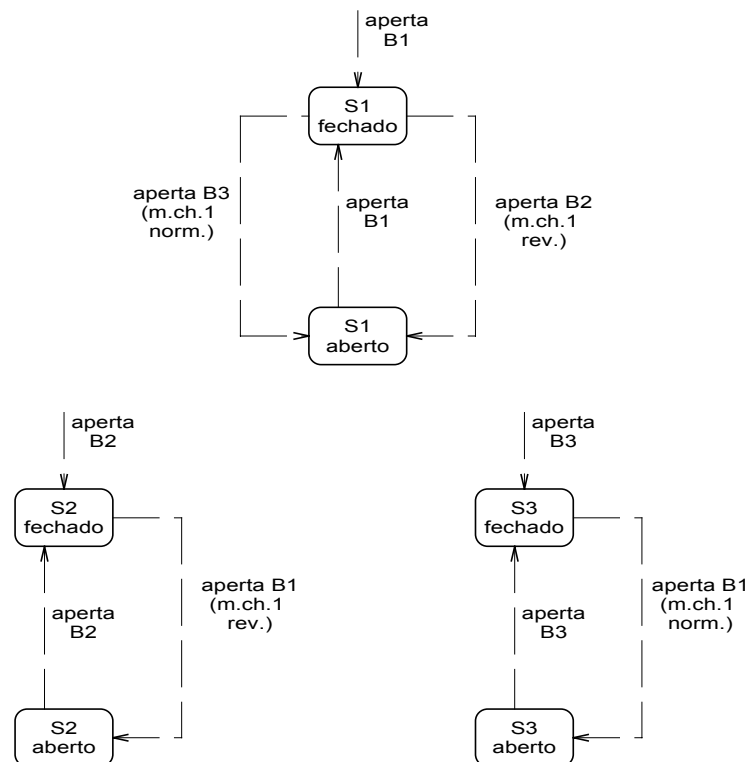 aperta
B1
S1
fechado
aperta B3
(m.ch.1
norm.)
aperta
B1
aperta B2
(m.ch.1
rev.)
S1
aberto
aperta
B2
S2
fechado
aperta
B2
aperta B1
(m.ch.1
rev.)
S2
aberto
aperta
B3
S3
fechado
aperta
B3
aperta B1
(m.ch.1
norm.)
S3
aberto